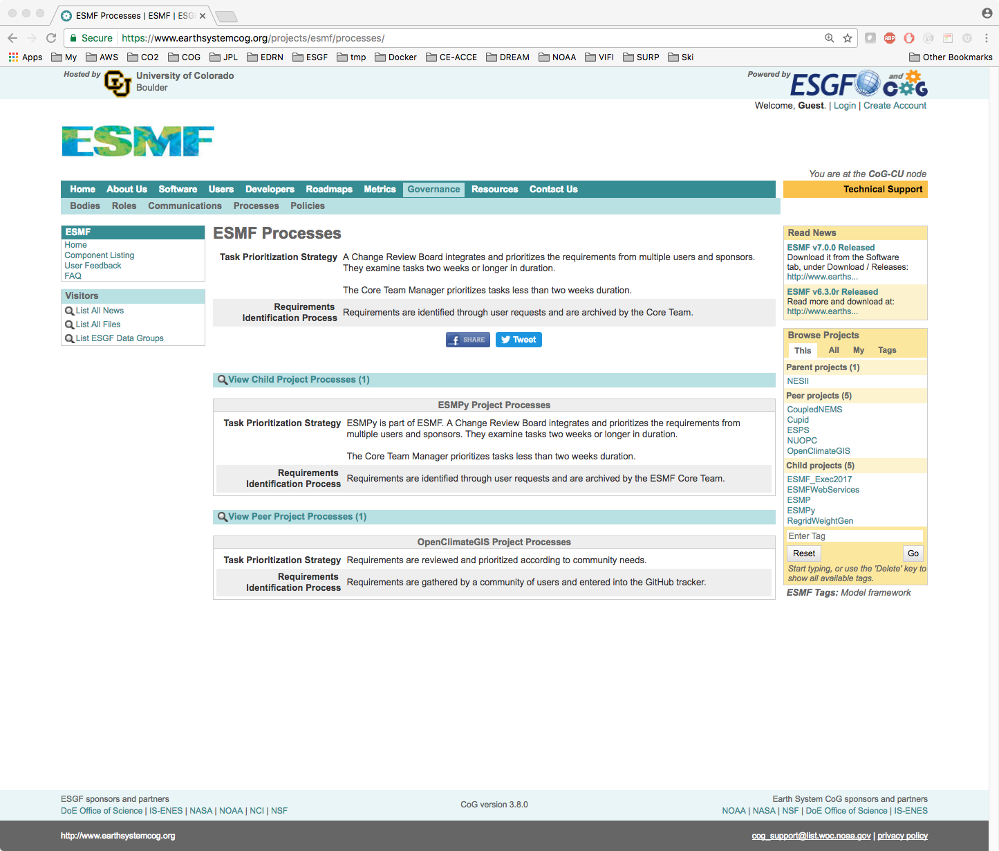 ESMF Processes | ESMF | ESG
Secure https://www.earthsystemcog.org/projects/esmf/processes/
ABP
Apps My AWS CO2 COG JPL EDRN ESGF tmp Docker CE-ACCE DREAM NOAA VIFI SURP Ski Other Bookmarks
Hosted by CU University of Colorado
Boulder
Powered by ESGF and COG
Welcome, Guest. | Login | Create Account
ESMF
You are at the CoG-CU node
Home About Us Software Users Developers Roadmaps Metrics Governance Resources Contact Us
Technical Support
Bodies Roles Communications Processes Policies
ESMF
Home
Component Listing
User Feedback
FAQ
Visitors
List All News
List All Files
List ESGF Data Groups
ESMF Processes
Task Prioritization Strategy A Change Review Board integrates and prioritizes the requirements from multiple users and sponsors.
They examine tasks two weeks or longer in duration.
The Core Team Manager prioritizes tasks less than two weeks duration.
Requirements
Identification Process Requirements are identified through user requests and are archived by the Core Team.
SHARE Tweet
View Child Project Processes (1)
ESMPy Project Processes
Task Prioritization Strategy ESMPy is part of ESMF. A Change Review Board integrates and prioritizes the requirements from
multiple users and sponsors. They examine tasks two weeks or longer in duration.
The Core Team Manager prioritizes tasks less than two weeks duration.
Requirements
Identification Process Requirements are identified through user requests and are archived by the ESMF Core Team.
View Peer Project Processes (1)
OpenClimateGIS Project Processes
Task Prioritization Strategy Requirements are reviewed and prioritized according to community needs.
Requirements
Identification Process Requirements are gathered by a community of users and entered into the GitHub tracker.
Read News
ESMF v7.0.0 Released
Download it from the Software
tab, under Download / Releases:
http://www.earths...
ESMF v6.3.0r Released
Read more and download at:
http://www.earths...
Browse Projects
This All My Tags
Parent projects (1)
NESII
Peer projects (5)
CoupledNEMS
Cupid
ESPS
NUOPC
OpenClimateGIS
Child projects (5)
ESMF_Exec2017
ESMFWebServices
ESMP
ESMPy
RegridWeightGen
Enter Tag
Reset Go
Start typing, or use the 'Delete' key to
show all available tags.
ESMF Tags: Model framework
ESGF sponsors and partners
DoE Office of Science | IS-ENES | NASA | NOAA | NCI | NSF
CoG version 3.8.0
Earth System CoG sponsors and partners
NOAA | NASA | NSF | DoE Office of Science | IS-ENES
http://www.earthsystemcog.org
cog_support@list.woc.noaa.gov | privacy policy